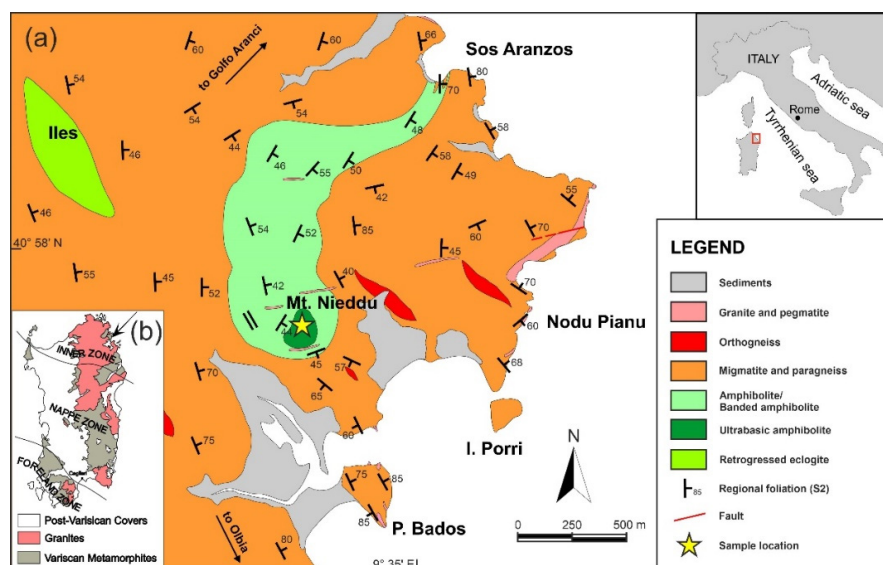 (a)
to Golfo Aranci
60
60
66
Sos Aranzos
54
80
70
54
54
48
58
44
Iles
46
46
55
50
58
49
42
55
46
54
52
85
60
70
40° 58' N
45
55
45
52
42
40
70
Mt. Nieddu
44
60
Nodu Pianu
45
57
68
70
65
60
I. Porri
N
75
75
85
85
P. Bados
0
250
500 m
to Olbia
80
9° 35' E
ITALY
Adriatic sea
Rome
Tyrrhenian sea
LEGEND
Sediments
Granite and pegmatite
Orthogneiss
Migmatite and paragneiss
Amphibolite/
Banded amphibolite
Ultrabasic amphibolite
Retrogressed eclogite
85
Regional foliation (S2)
Fault
Sample location
(b)
INNER ZONE
NAPPE ZONE
FORELAND ZONE
Cagliari
Post-Variscan Covers
Granites
Variscan Metamorphites